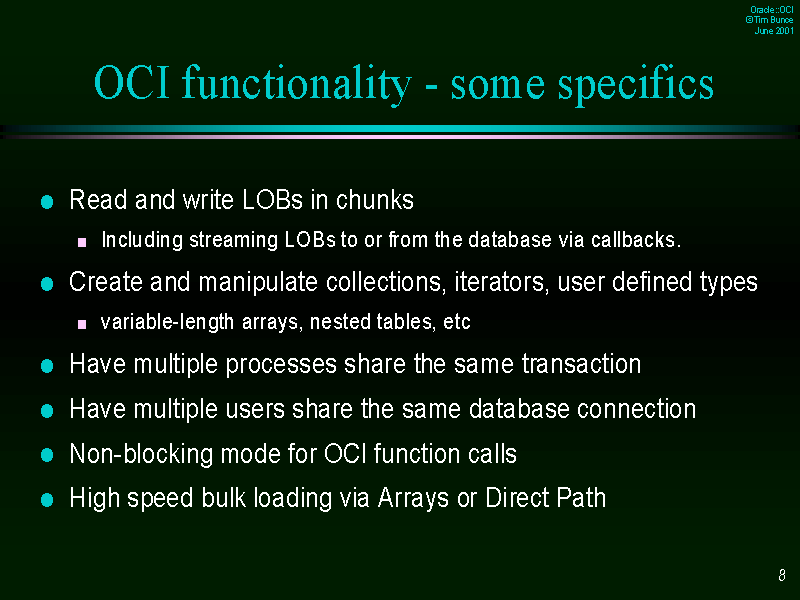 Oracle::OCI
©Tim Bunce
June 2001
OCI functionality - some specifics
Read and write LOBs in chunks
Including streaming LOBs to or from the database via callbacks.
Create and manipulate collections, iterators, user defined types
variable-length arrays, nested tables, etc
Have multiple processes share the same transaction
Have multiple users share the same database connection
Non-blocking mode for OCI function calls
High speed bulk loading via Arrays or Direct Path
8